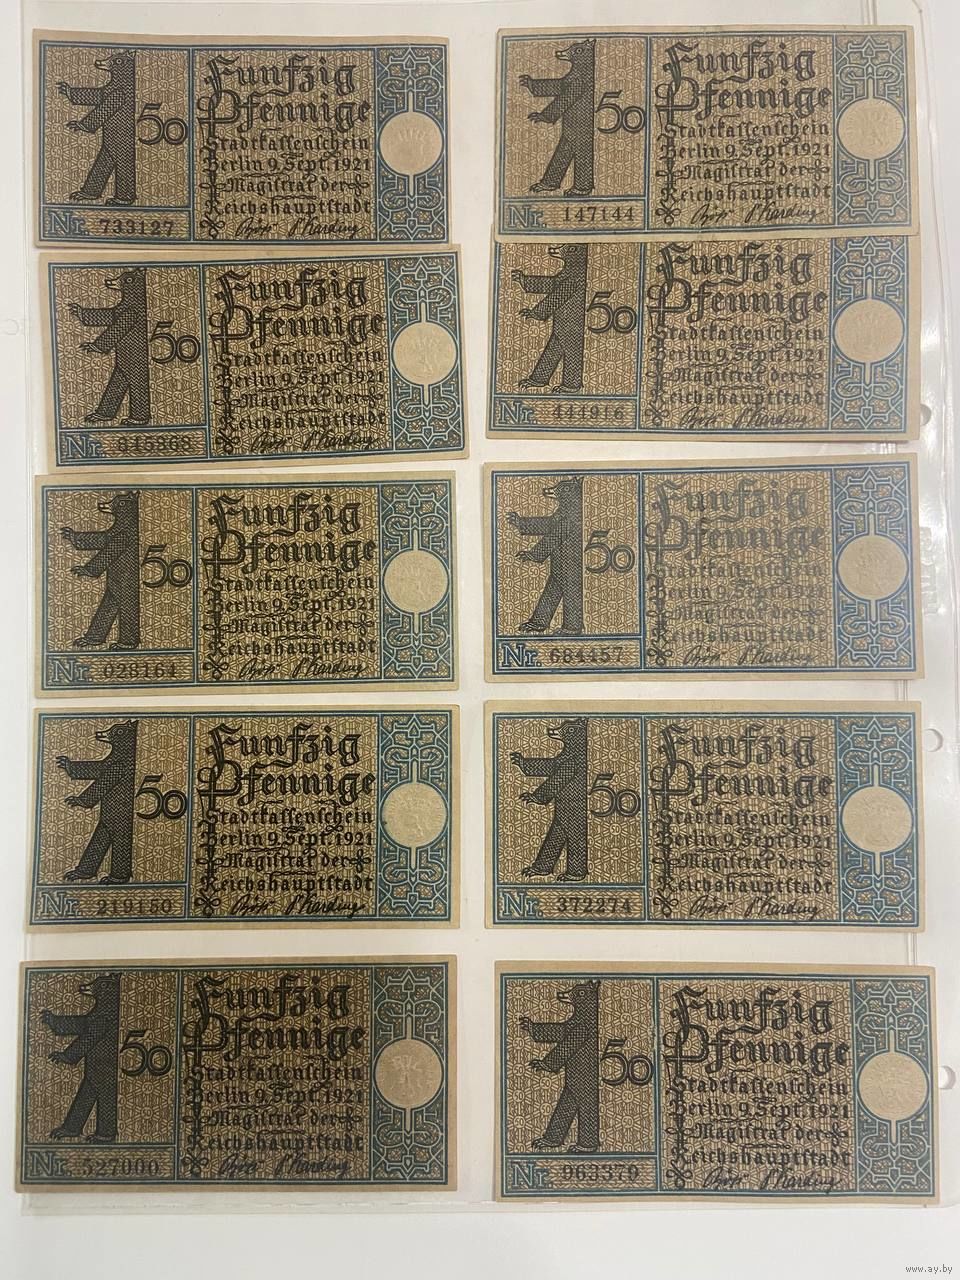 50
Funfzig
Pfennige
Stadtkassenschein
Berlin 9. Sept. 1921
Magistrat der
Reichshauptstadt
Nr. 733127
50
Funfzig
Pfennige
Stadtkassenschein
Berlin 9. Sept. 1921
Magistrat der
Reichshauptstadt
Nr. 147144
50
Funfzig
Pfennige
Stadtkassenschein
Berlin 9. Sept. 1921
Magistrat der
Reichshauptstadt
Nr. 845868
50
Funfzig
Pfennige
Stadtkassenschein
Berlin 9. Sept. 1921
Magistrat der
Reichshauptstadt
Nr. 444916
50
Funfzig
Pfennige
Stadtkassenschein
Berlin 9. Sept. 1921
Magistrat der
Reichshauptstadt
Nr. 028164
50
Funfzig
Pfennige
Stadtkassenschein
Berlin 9. Sept. 1921
Magistrat der
Reichshauptstadt
Nr. 684457
50
Funfzig
Pfennige
Stadtkassenschein
Berlin 9. Sept. 1921
Magistrat der
Reichshauptstadt
Nr. 219150
50
Funfzig
Pfennige
Stadtkassenschein
Berlin 9. Sept. 1921
Magistrat der
Reichshauptstadt
Nr. 372274
50
Funfzig
Pfennige
Stadtkassenschein
Berlin 9. Sept. 1921
Magistrat der
Reichshauptstadt
Nr. 527000
50
Funfzig
Pfennige
Stadtkassenschein
Berlin 9. Sept. 1921
Magistrat der
Reichshauptstadt
Nr. 963370
www.ay.by